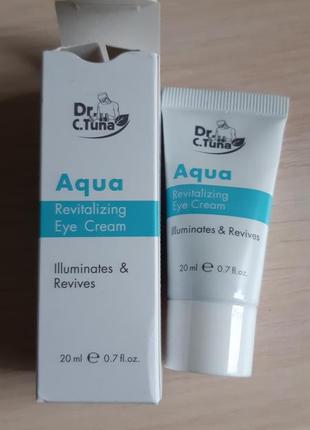 Dr.
C.Tuna
Aqua
Revitalizing
Eye Cream
Illuminates &
Revives
20 ml e 0.7 fl.oz.
Dr.
C.Tuna
Aqua
Revitalizing
Eye Cream
Illuminates & Revives
20 ml e 0.7 fl.oz.